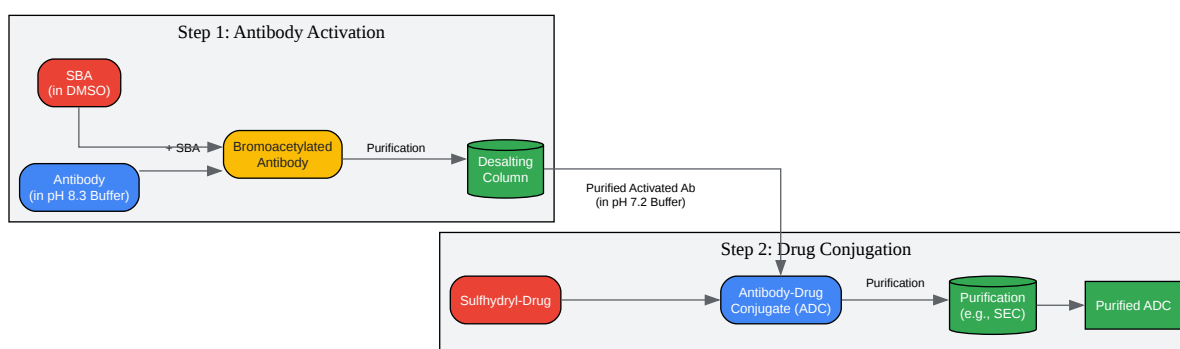 Step 1: Antibody Activation
SBA
(in DMSO)
+ SBA
Antibody
(in pH 8.3 Buffer)
Bromoacetylated
Antibody
Purification
Desalting
Column
Purified Activated Ab
(in pH 7.2 Buffer)
Step 2: Drug Conjugation
Sulfhydryl-Drug
Antibody-Drug
Conjugate (ADC)
Purification
Purification
(e.g., SEC)
Purified ADC